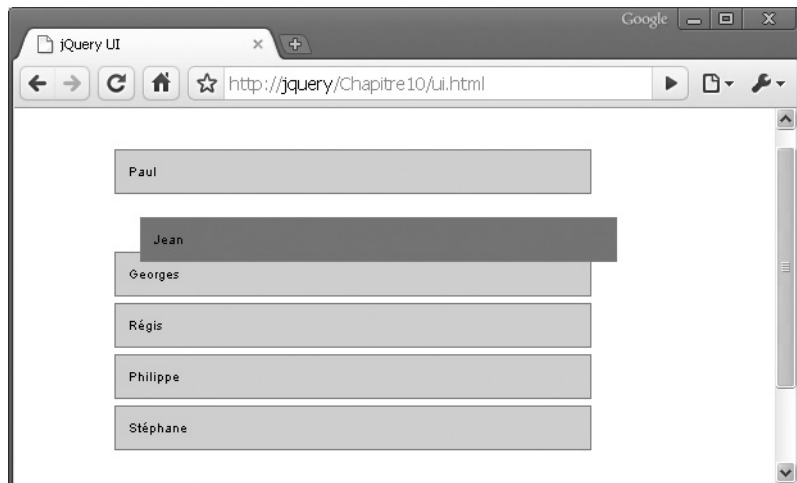 Google
jQuery UI
http://jquery/Chapitre10/ui.html
Paul
Jean
Georges
Régis
Philippe
Stéphane